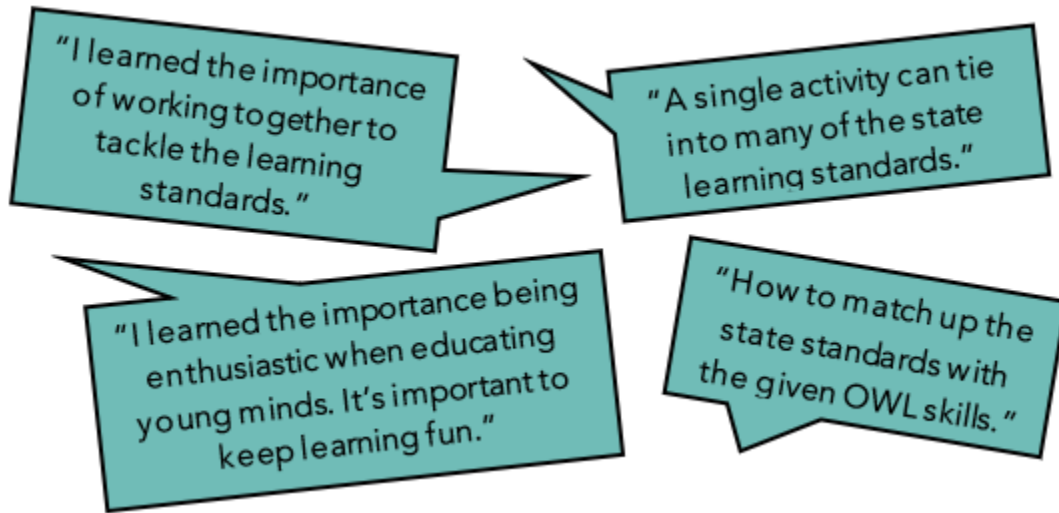 “I learned the importance
of working together to
tackle the learning
standards.”
“A single activity can tie
into many of the state
learning standards.”
“I learned the importance being
enthusiastic when educating
young minds. It’s important to
keep learning fun.”
“How to match up the
state standards with
the given OWL skills.”